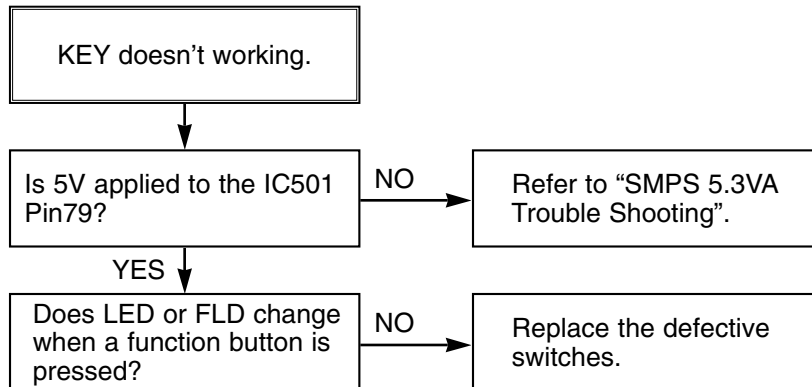 KEY doesn't working.
Is 5V applied to the IC501
Pin79?
NO
Refer to “SMPS 5.3VA
Trouble Shooting”.
YES
Does LED or FLD change
when a function button is
pressed?
NO
Replace the defective
switches.